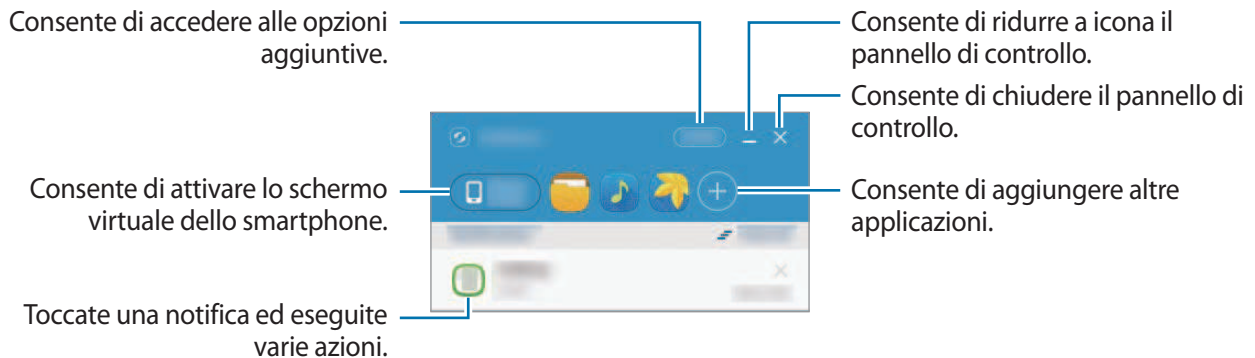 Consente di accedere alle opzioni
aggiuntive.
Consente di ridurre a icona il
pannello di controllo.
Consente di chiudere il pannello di
controllo.
Consente di attivare lo schermo
virtuale dello smartphone.
Consente di aggiungere altre
applicazioni.
Toccate una notifica ed eseguite
varie azioni.